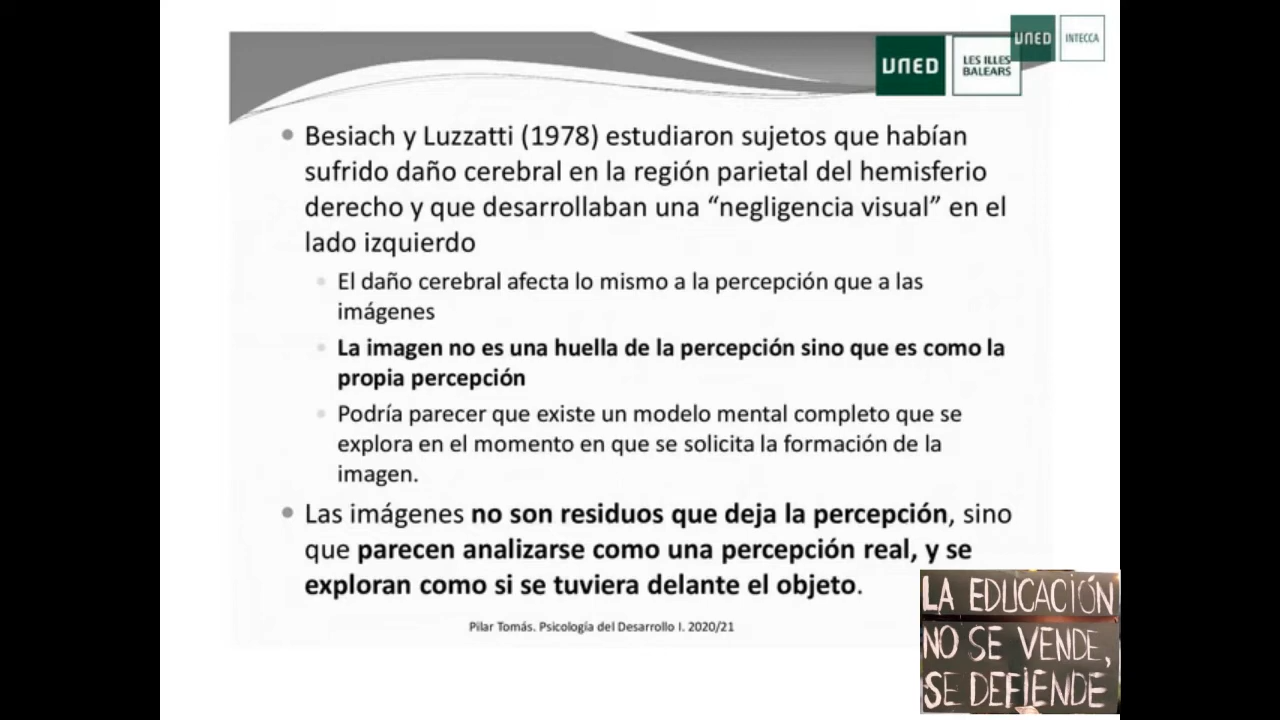 UNED
INTECCA
UNED
LES ILLES
BALEARS
Besiach y Luzzatti (1978) estudiaron sujetos que habían
sufrido daño cerebral en la región parietal del hemisferio
derecho y que desarrollaban una “negligencia visual” en el
lado izquierdo
El daño cerebral afecta lo mismo a la percepción que a las
imágenes
La imagen no es una huella de la percepción sino que es como la
propia percepción
Podría parecer que existe un modelo mental completo que se
explora en el momento en que se solicita la formación de la
imagen.
Las imágenes no son residuos que deja la percepción, sino
que parecen analizarse como una percepción real, y se
exploran como si se tuviera delante el objeto.
Pilar Tomás. Psicología del Desarrollo I. 2020/21
LA EDUCACIÓN
NO SE VENDE,
SE DEFIENDE